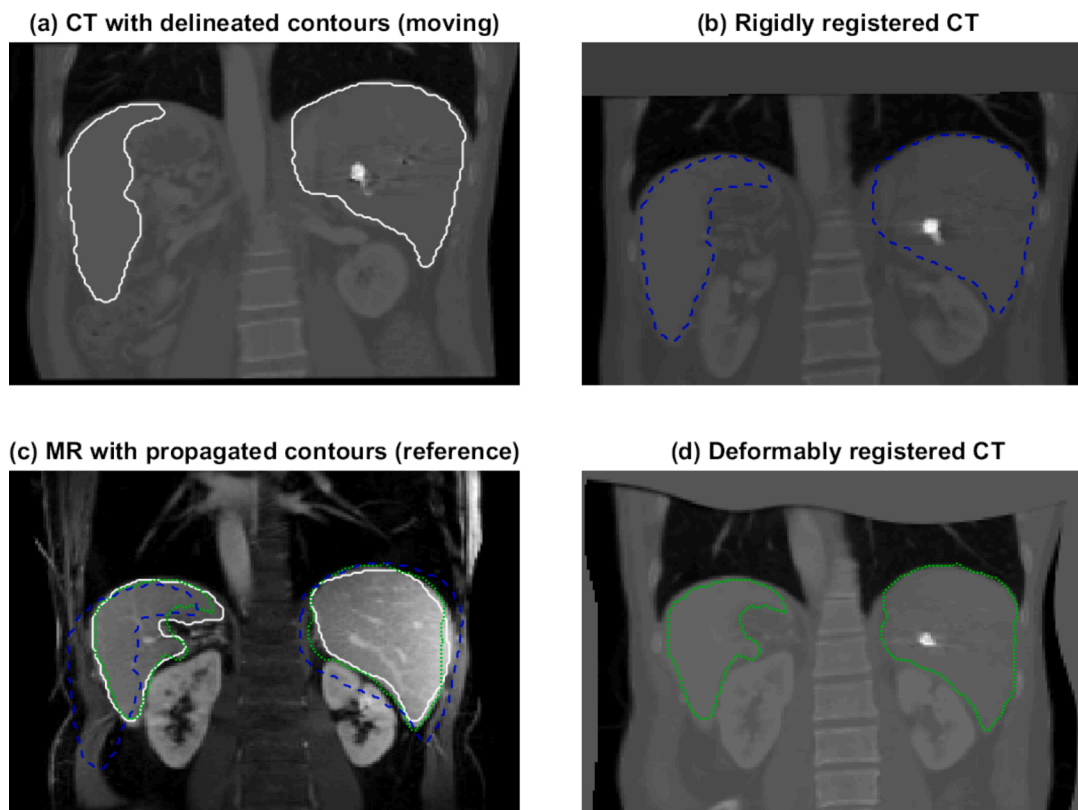 (a) CT with delineated contours (moving)
(b) Rigidly registered CT
(c) MR with propagated contours (reference)
(d) Deformably registered CT